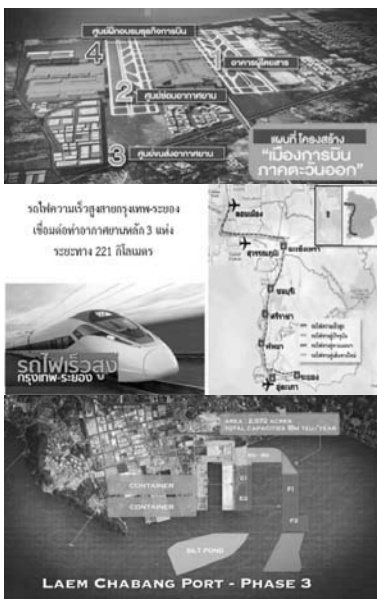 ศูนย์ฝึกอบรมธุรกิจการบิน
4
1
อาคารผู้โดยสาร
2
ศูนย์ซ่อมอากาศยาน
3
ศูนย์ขนส่งอากาศยาน
แผนที่ โครงสร้าง
"เมืองการบิน
ภาคตะวันออก"
รถไฟความเร็วสูงสายกรุงเทพ-ระยอง
เชื่อมต่อท่าอากาศยานหลัก 3 แห่ง
ระยะทาง 221 กิโลเมตร
รถไฟเร็วสูง
กรุงเทพ-ระยอง
ดอนเมือง
สุวรรณภูมิ
ฉะเชิงเทรา
ชลบุรี
ศรีราชา
พัทยา
ระยอง
อู่ตะเภา
AREA : 2,572 ACRES
TOTAL CAPACITIES 18M TEU/YEAR
CONTAINER
CONTAINER
SILT POND
LAEM CHABANG PORT - PHASE 3